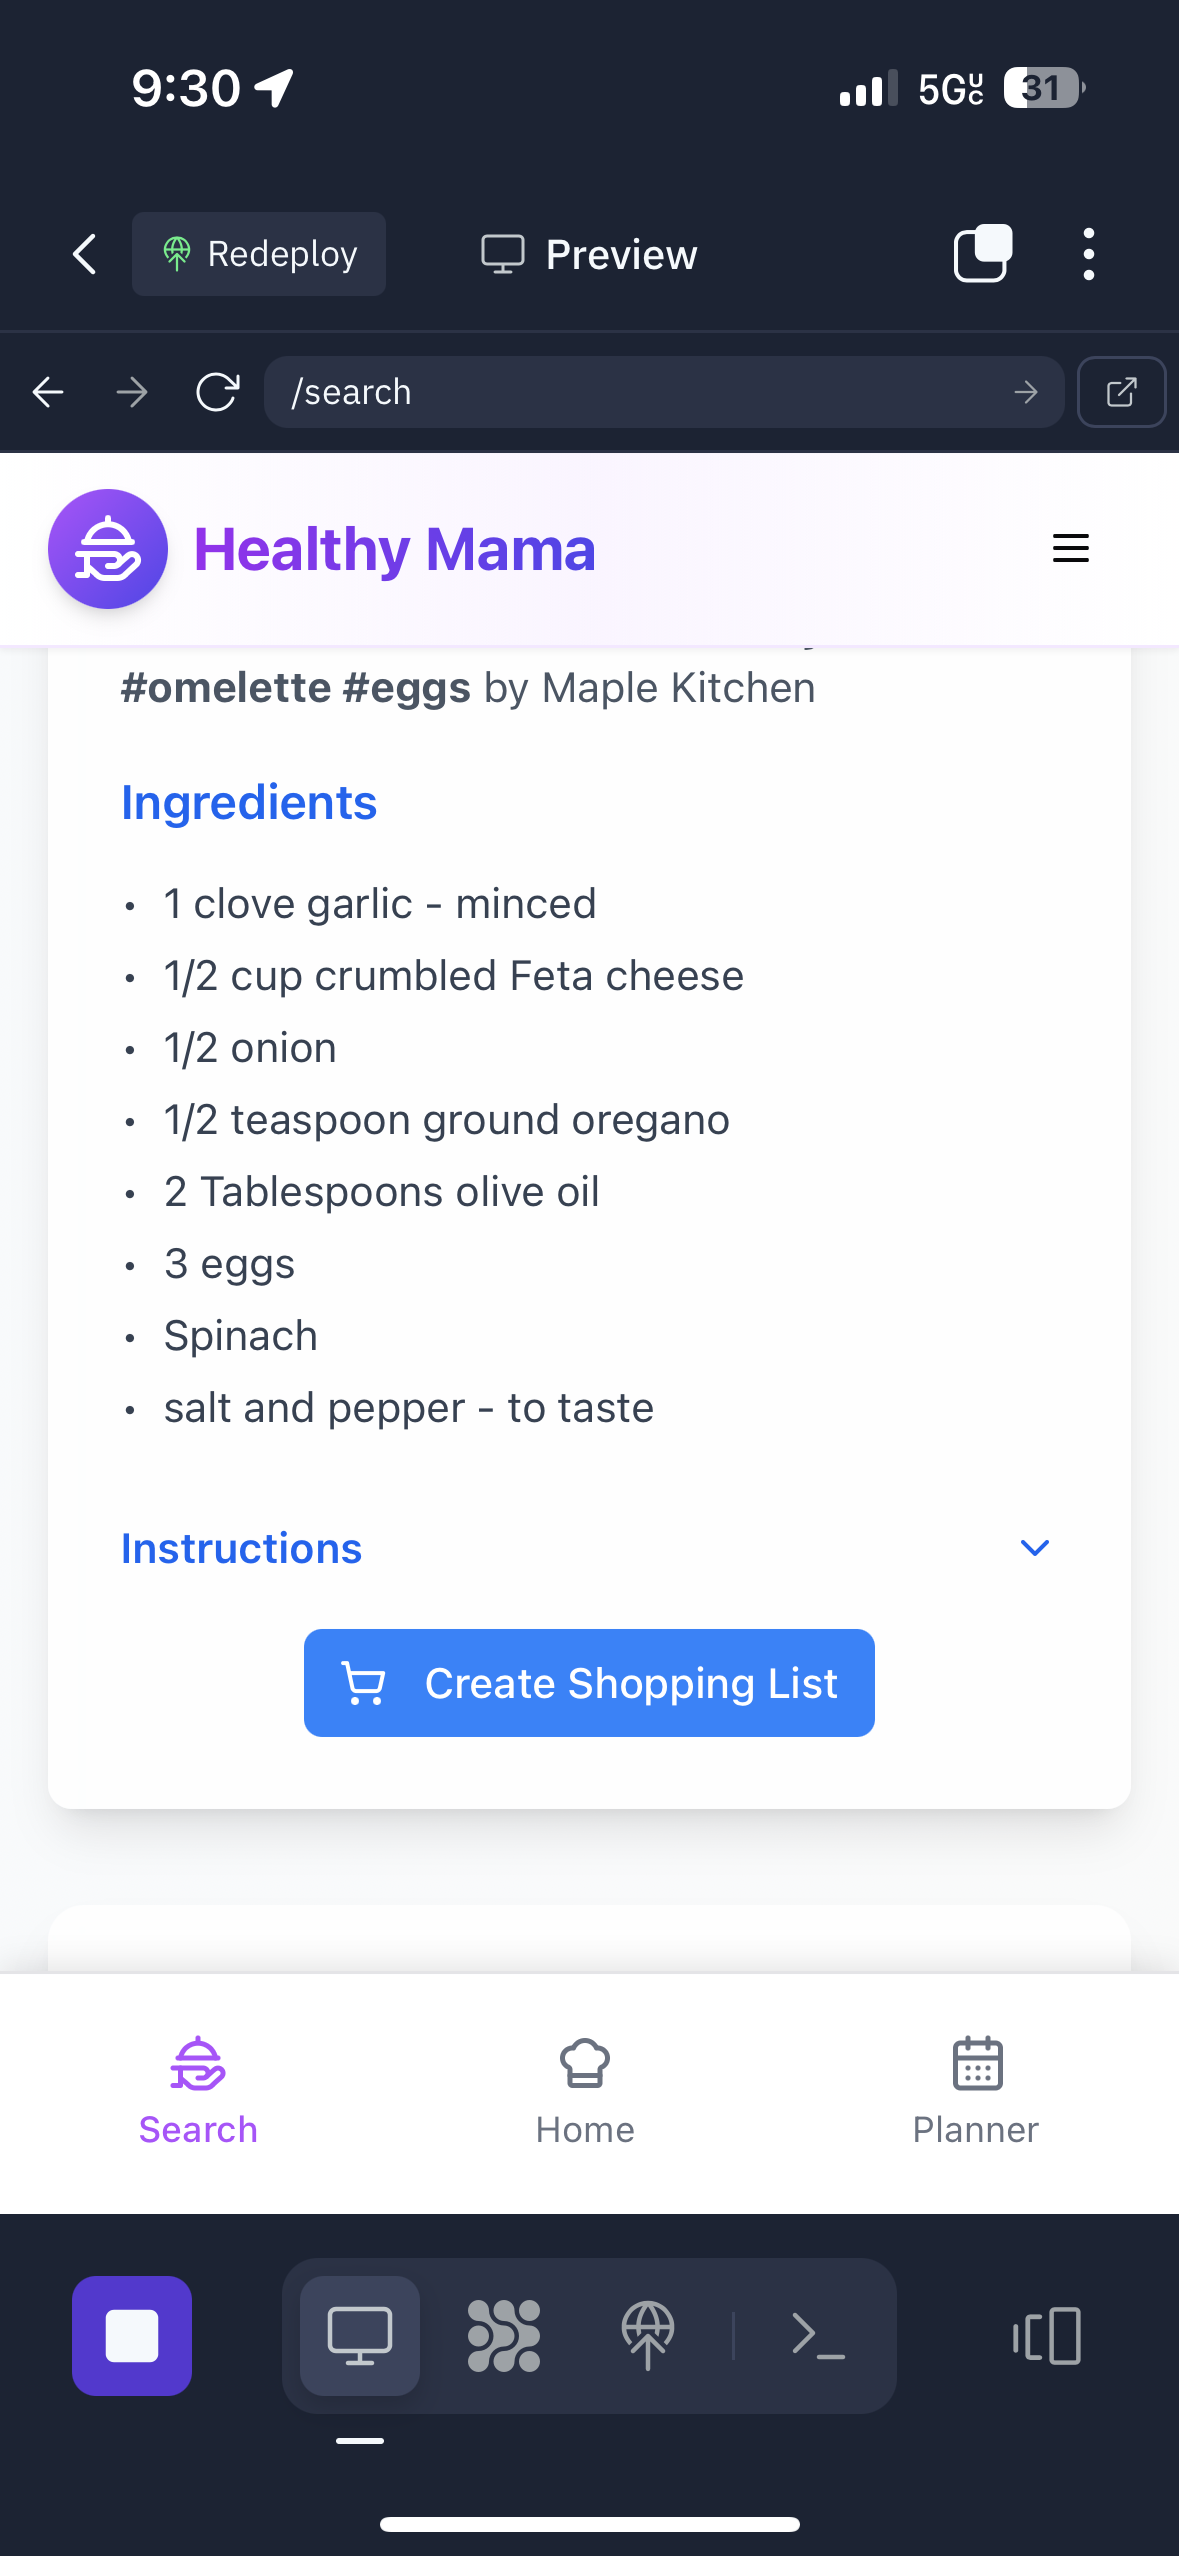 9:30
5GUC 31
Redeploy
Preview
/search
Healthy Mama
#omelette #eggs by Maple Kitchen
Ingredients
• 1 clove garlic - minced
• 1/2 cup crumbled Feta cheese
• 1/2 onion
• 1/2 teaspoon ground oregano
• 2 Tablespoons olive oil
• 3 eggs
• Spinach
• salt and pepper - to taste
Instructions
Create Shopping List
Search Home Planner